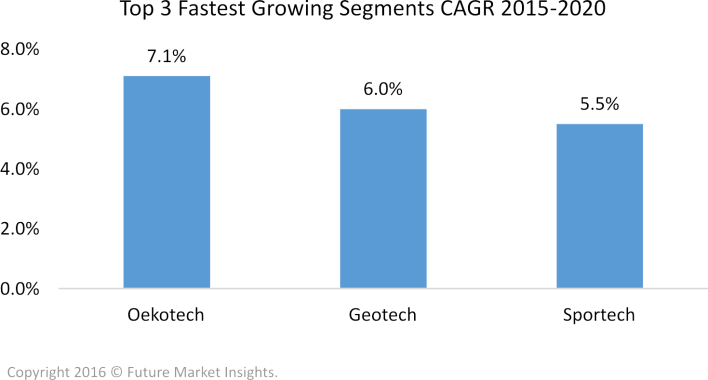 Top 3 Fastest Growing Segments CAGR 2015-2020
8.0%
7.1%
6.0%
5.5%
6.0%
4.0%
2.0%
0.0%
Oekotech Geotech Sportech
Copyright 2016 © Future Market Insights.